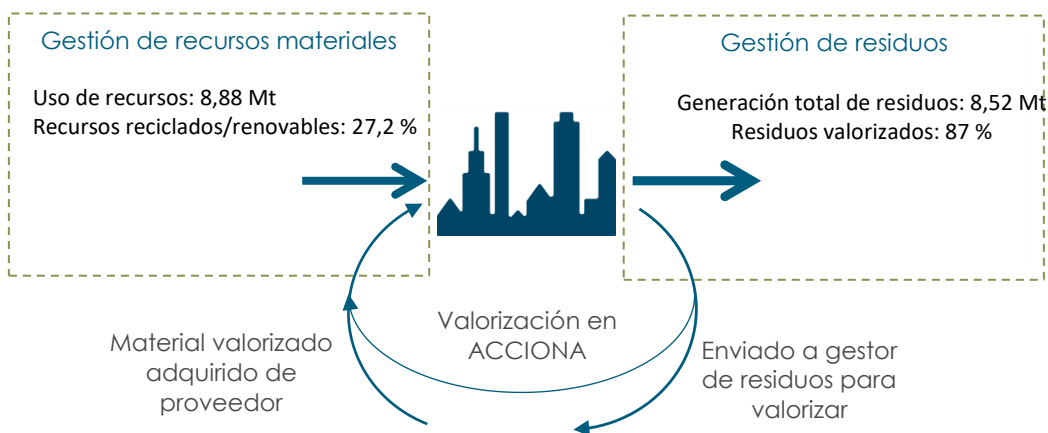 Gestión de recursos materiales
Uso de recursos: 8,88 Mt
Recursos reciclados/renovables: 27,2 %
Gestión de residuos
Generación total de residuos: 8,52 Mt
Residuos valorizados: 87 %
Valorización en
ACCIONA
Material valorizado
adquirido de
proveedor
Enviado a gestor
de residuos para
valorizar